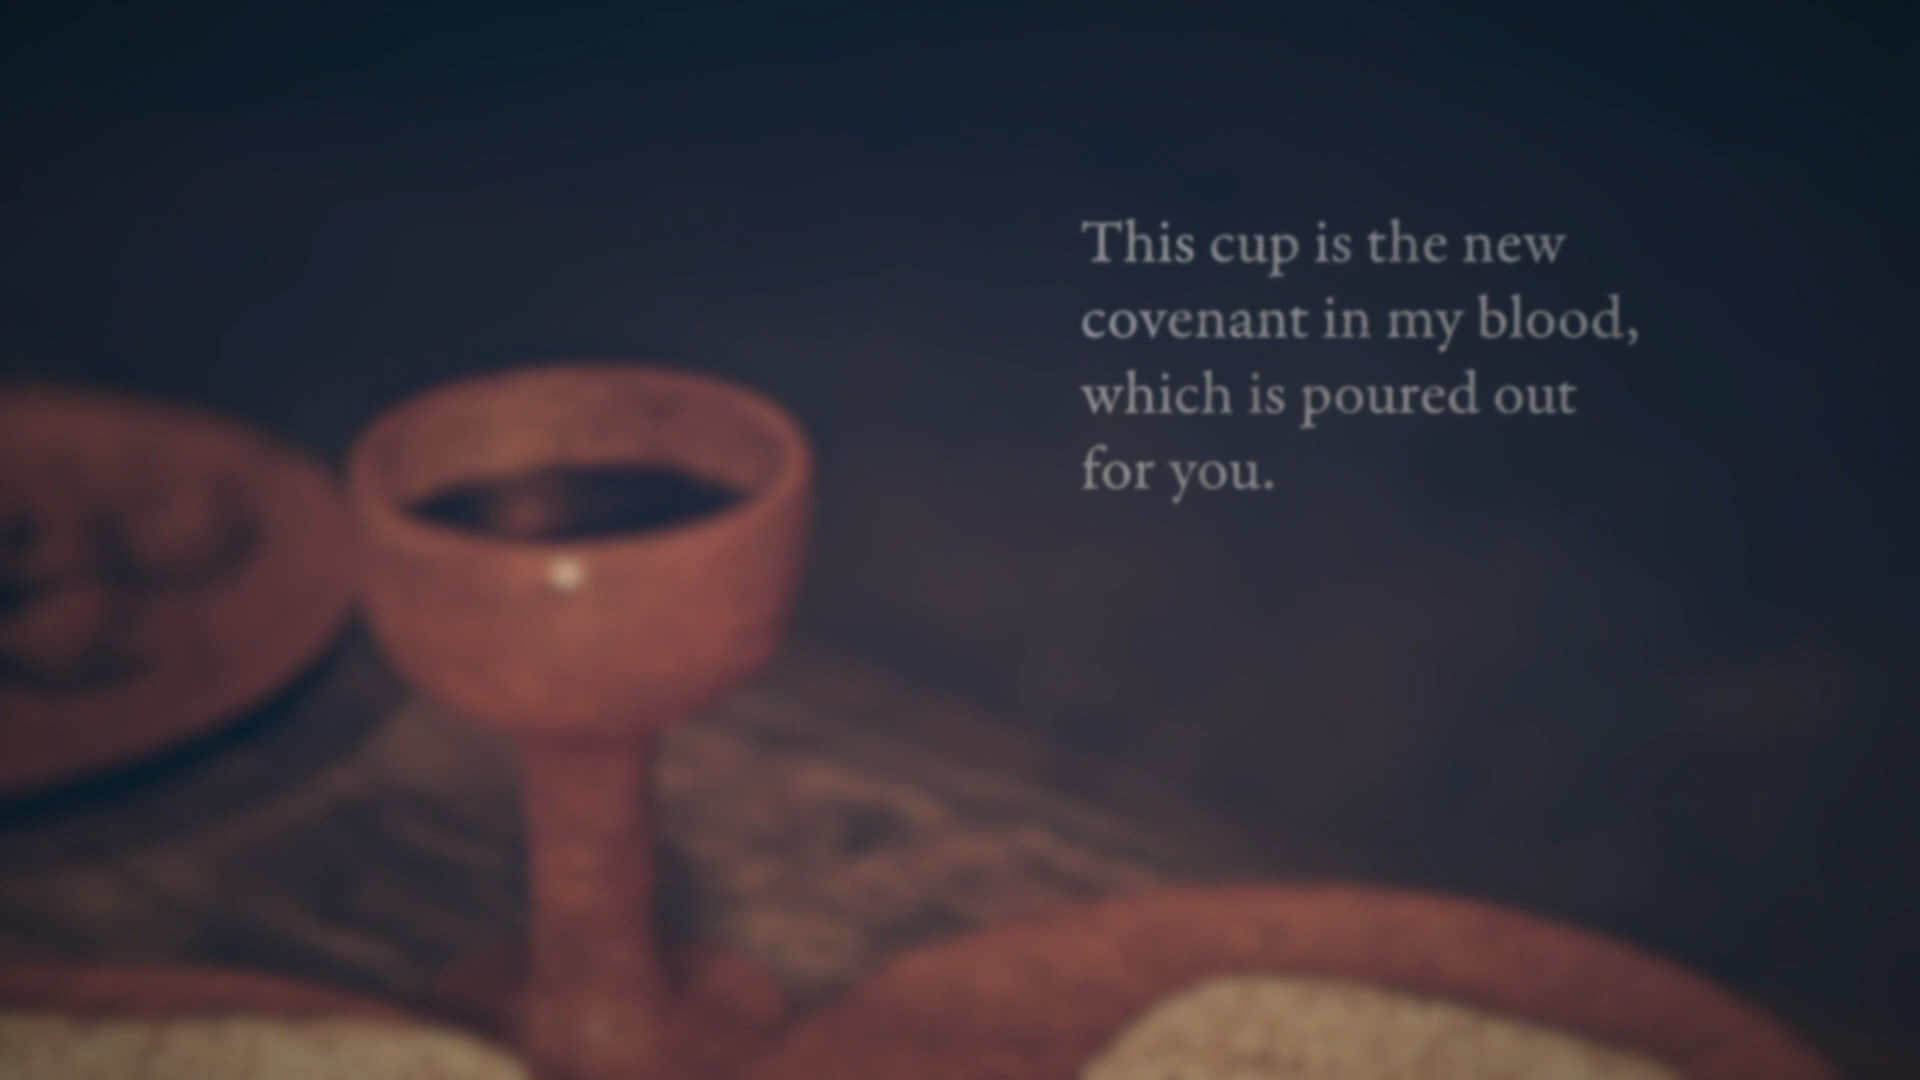 This cup is the new
covenant in my blood,
which is poured out
for you.